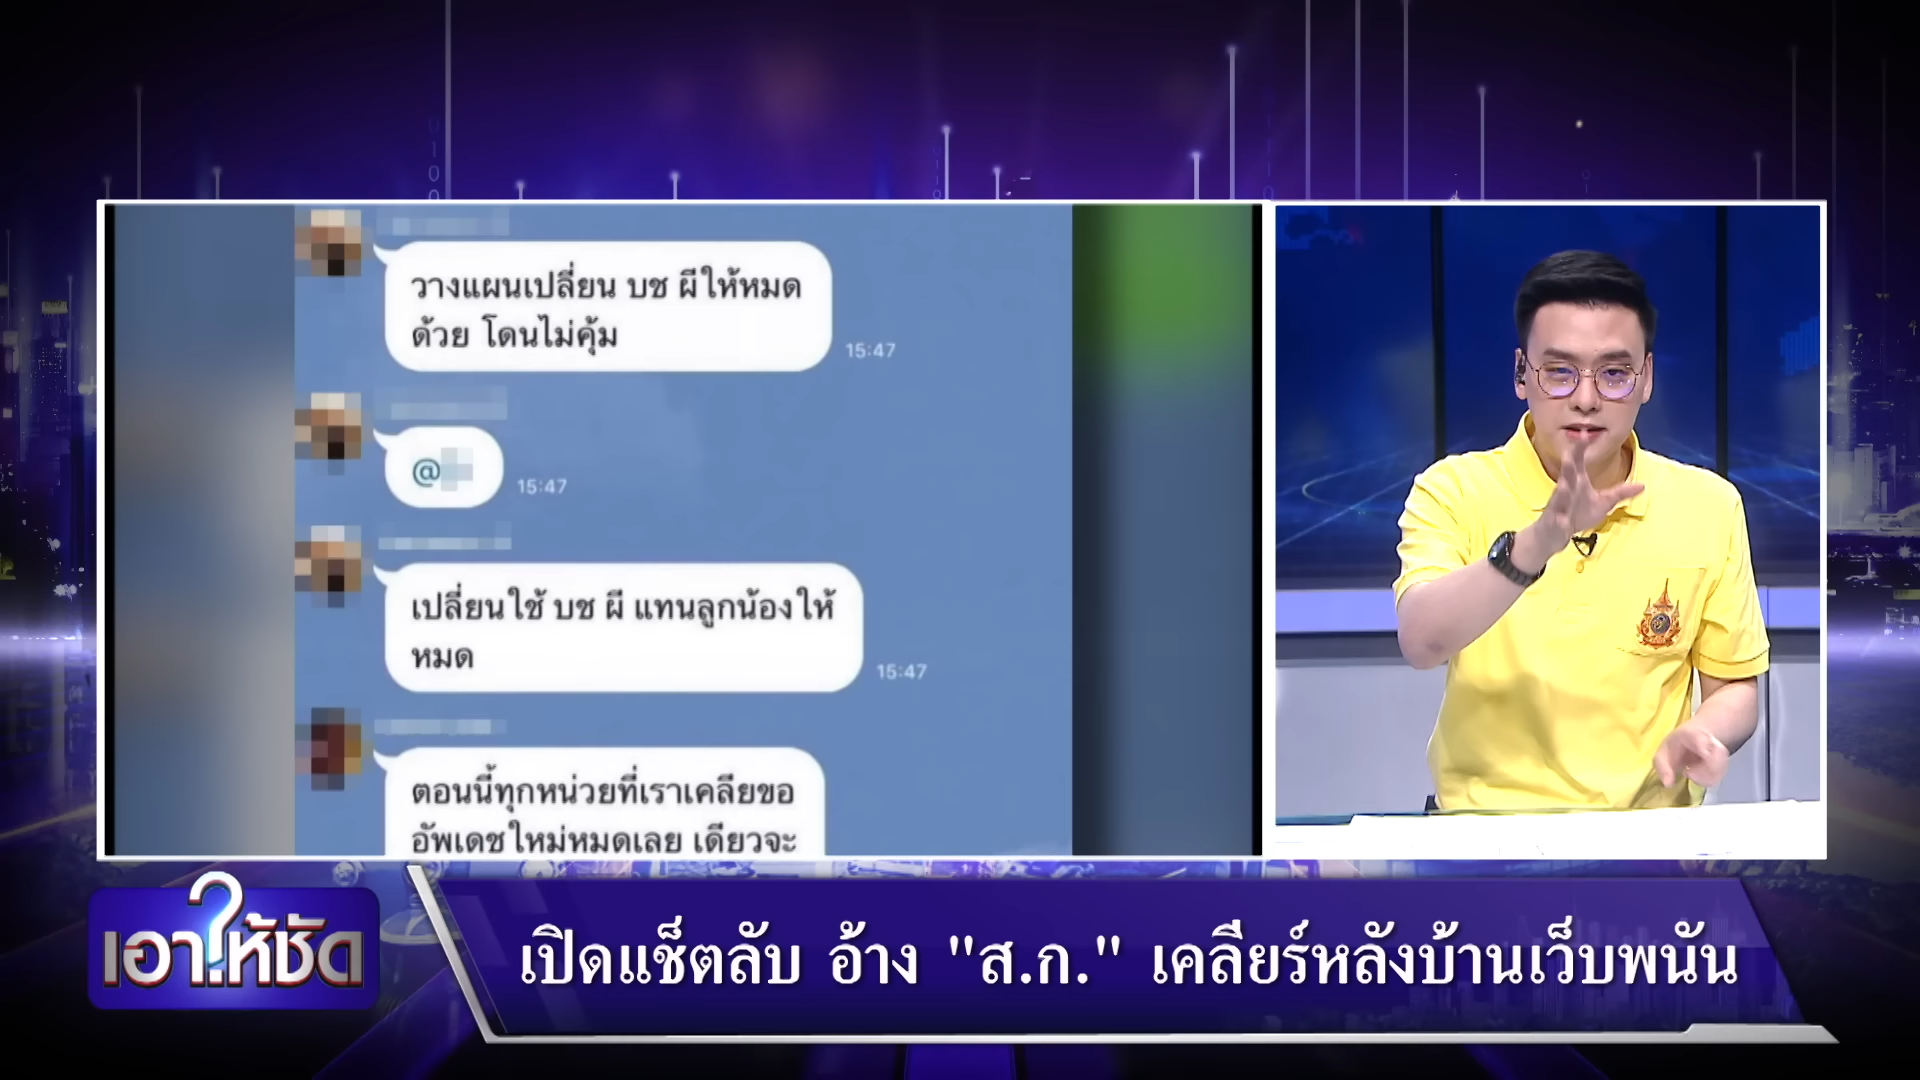 วางแผนเปลี่ยน บช ผีให้หมด
ด้วย โดนไม่คุ้ม
15:47
@
15:47
เปลี่ยนใช้ บช ผี แทนลูกน้องให้
หมด
15:47
ตอนนี้ทุกหน่วยที่เราเคลียขอ
อัพเดชใหม่หมดเลย เดียวจะ
เอาให้ชัด
เปิดแช็ตลับ อ้าง "ส.ก." เคลียร์หลังบ้านเว็บพนัน